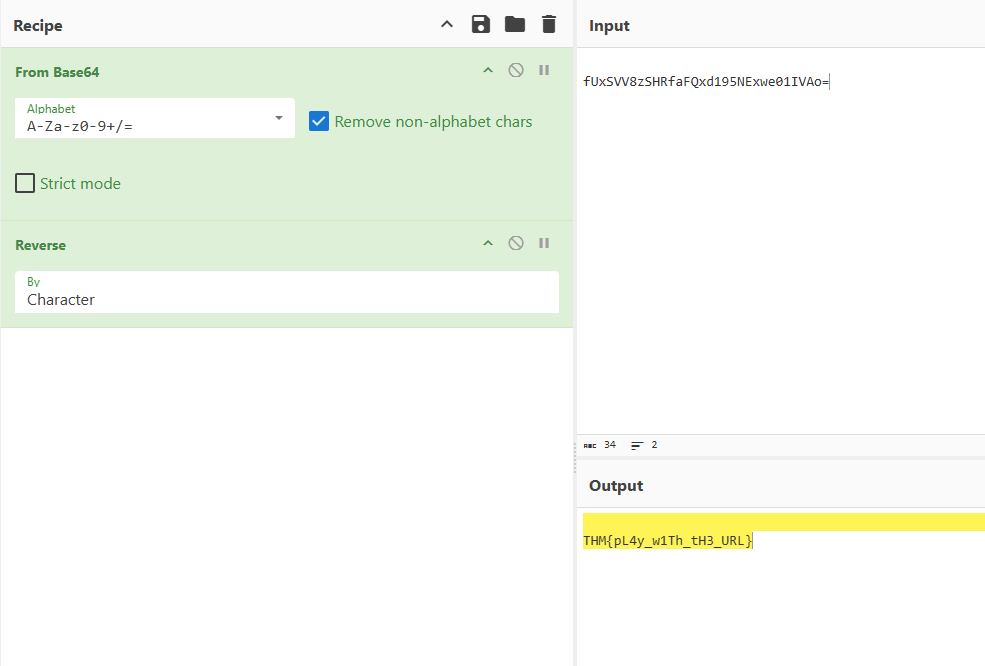 Recipe
From Base64
Alphabet
A-Za-z0-9+/=
Remove non-alphabet chars
Strict mode
Reverse
By
Character
Input
fUxSVV8zSHRfaFQxd195NExwe01IVAo=
ABC 34 2
Output
THM{pL4y_w1Th_tH3_URL}